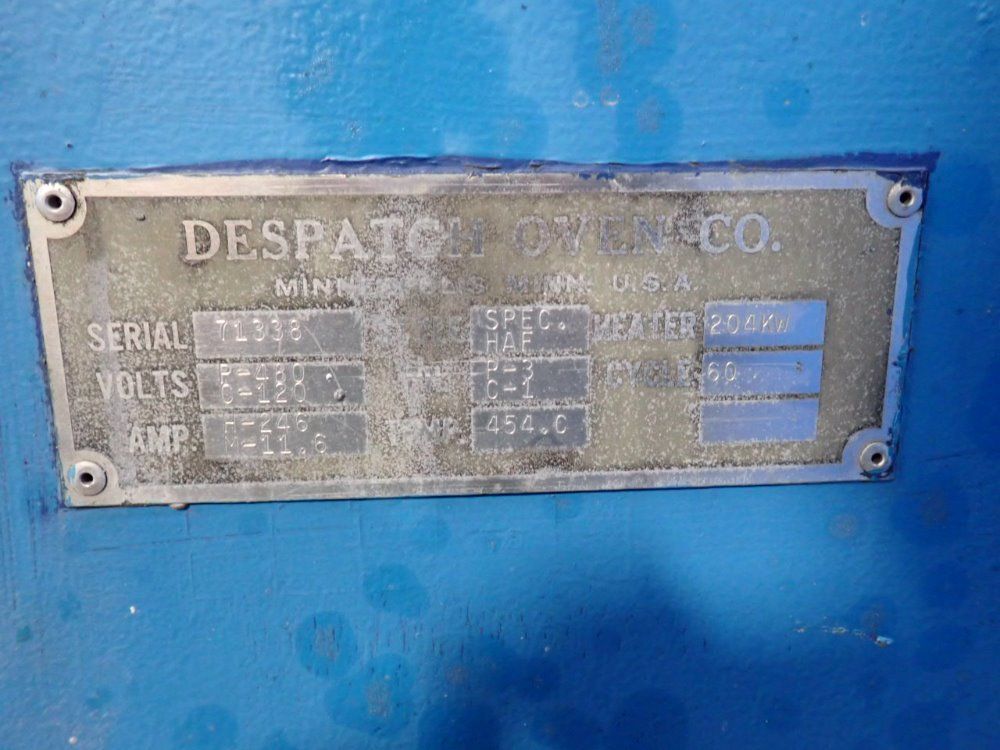 DESPATCH OVEN CO.
MINNEAPOLIS MINN. U.S.A.
SERIAL 71338 SPEC. HEATER 204KW
HAF
VOLTS P-480 P-3 CYCLE 60
C-120 C-1
AMP. H-246 TEMP. 454.C
M-11.6